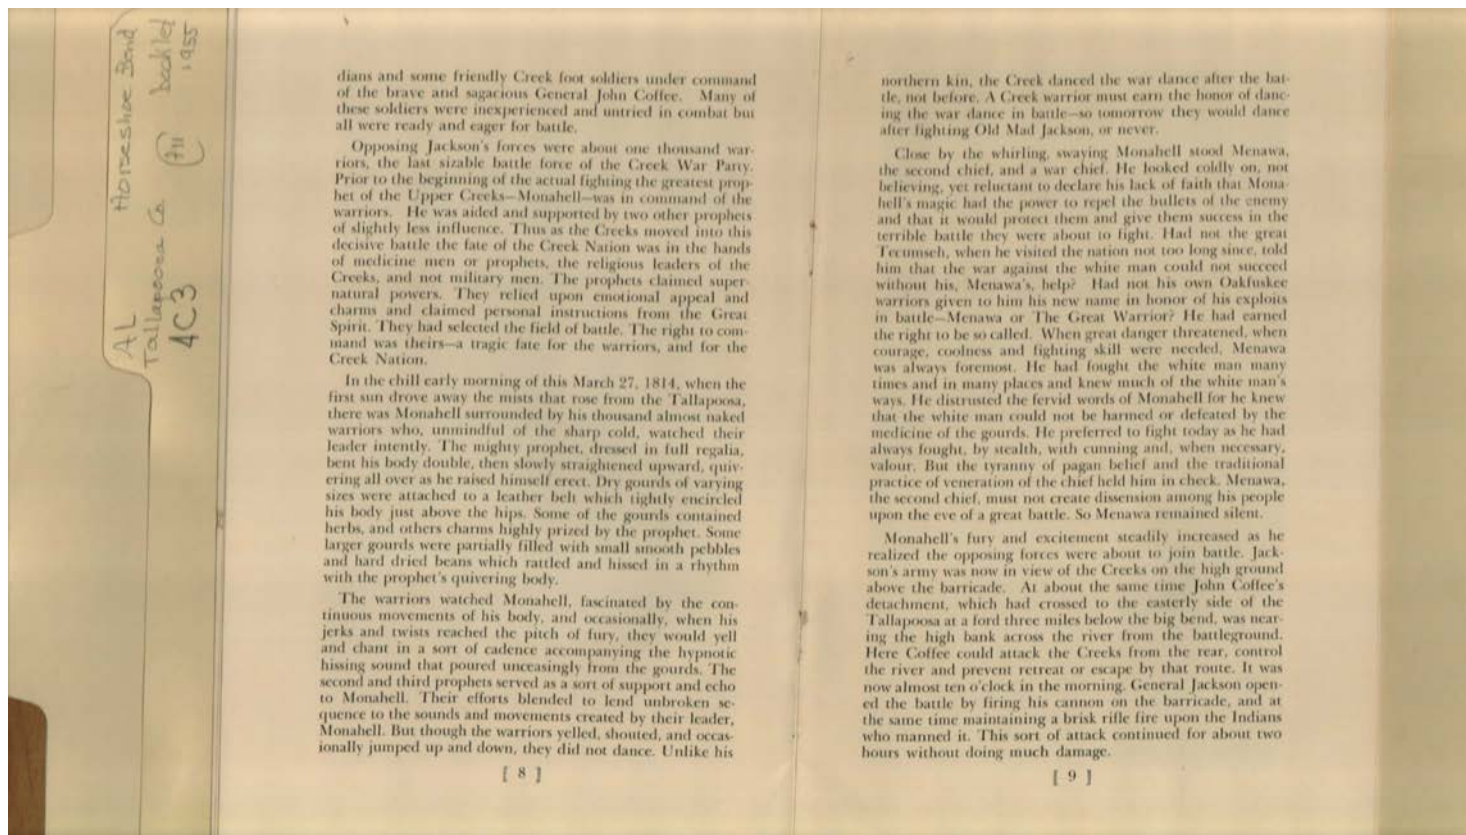 AL Horseshoe Bend
Tallapoosa Co. P11 booklet
4C3 1955
dians and some friendly Creek foot soldiers under command
of the brave and sagacious General John Coffee. Many of
these soldiers were inexperienced and untried in combat but
all were ready and eager for battle.
Opposing Jackson's forces were about one thousand war-
riors, the last sizable battle force of the Creek War Party.
Prior to the beginning of the actual fighting the greatest prop-
het of the Upper Creeks—Monahell—was in command of the
warriors. He was aided and supported by two other prophets
of slightly less influence. Thus as the Creeks moved into this
decisive battle the fate of the Creek Nation was in the hands
of medicine men or prophets, the religious leaders of the
Creeks, and not military men. The prophets claimed super-
natural powers. They relied upon emotional appeal and
charms and claimed personal instructions from the Great
Spirit. They had selected the field of battle. The right to com-
mand was theirs—a tragic fate for the warriors, and for the
Creek Nation.
In the chill early morning of this March 27, 1814, when the
first sun drove away the mists that rose from the Tallapoosa,
there was Monahell surrounded by his thousand almost naked
warriors who, unmindful of the sharp cold, watched their
leader intently. The mighty prophet, dressed in full regalia,
bent his body double, then slowly straightened upward, quiv-
ering all over as he raised himself erect. Dry gourds of varying
sizes were attached to a leather belt which tightly encircled
his body just above the hips. Some of the gourds contained
herbs, and others charms highly prized by the prophet. Some
larger gourds were partially filled with small smooth pebbles
and hard dried beans which rattled and hissed in a rhythm
with the prophet's quivering body.
The warriors watched Monahell, fascinated by the con-
tinuous movements of his body, and occasionally, when his
jerks and twists reached the pitch of fury, they would yell
and chant in a sort of cadence accompanying the hypnotic
hissing sound that poured unceasingly from the gourds. The
second and third prophets served as a sort of support and echo
to Monahell. Their efforts blended to lend unbroken se-
quence to the sounds and movements created by their leader,
Monahell. But though the warriors yelled, shouted, and occas-
ionally jumped up and down, they did not dance. Unlike his
[ 8 ]
northern kin, the Creek danced the war dance after the bat-
tle, not before. A Creek warrior must earn the honor of danc-
ing the war dance in battle—so tomorrow they would dance
after fighting Old Mad Jackson, or never.
Close by the whirling, swaying Monahell stood Menawa,
the second chief, and a war chief. He looked coldly on, not
believing, yet reluctant to declare his lack of faith that Mona-
hell's magic had the power to repel the bullets of the enemy
and that it would protect them and give them success in the
terrible battle they were about to fight. Had not the great
Tecumseh, when he visited the nation not too long since, told
him that the war against the white man could not succeed
without his, Menawa's, help? Had not his own Oakfuskee
warriors given to him his new name in honor of his exploits
in battle—Menawa or The Great Warrior? He had earned
the right to be so called. When great danger threatened, when
courage, coolness and fighting skill were needed, Menawa
was always foremost. He had fought the white man many
times and in many places and knew much of the white man's
ways. He distrusted the fervid words of Monahell for he knew
that the white man could not be harmed or defeated by the
medicine of the gourds. He preferred to fight today as he had
always fought, by stealth, with cunning and, when necessary,
valour. But the tyranny of pagan belief and the traditional
practice of veneration of the chief held him in check. Menawa,
the second chief, must not create dissension among his people
upon the eve of a great battle. So Menawa remained silent.
Monahell's fury and excitement steadily increased as he
realized the opposing forces were about to join battle. Jack-
son's army was now in view of the Creeks on the high ground
above the barricade. At about the same time John Coffee's
detachment, which had crossed to the easterly side of the
Tallapoosa at a ford three miles below the big bend, was near-
ing the high bank across the river from the battleground.
Here Coffee could attack the Creeks from the rear, control
the river and prevent retreat or escape by that route. It was
now almost ten o'clock in the morning. General Jackson open-
ed the battle by firing his cannon on the barricade, and at
the same time maintaining a brisk rifle fire upon the Indians
who manned it. This sort of attack continued for about two
hours without doing much damage.
[ 9 ]